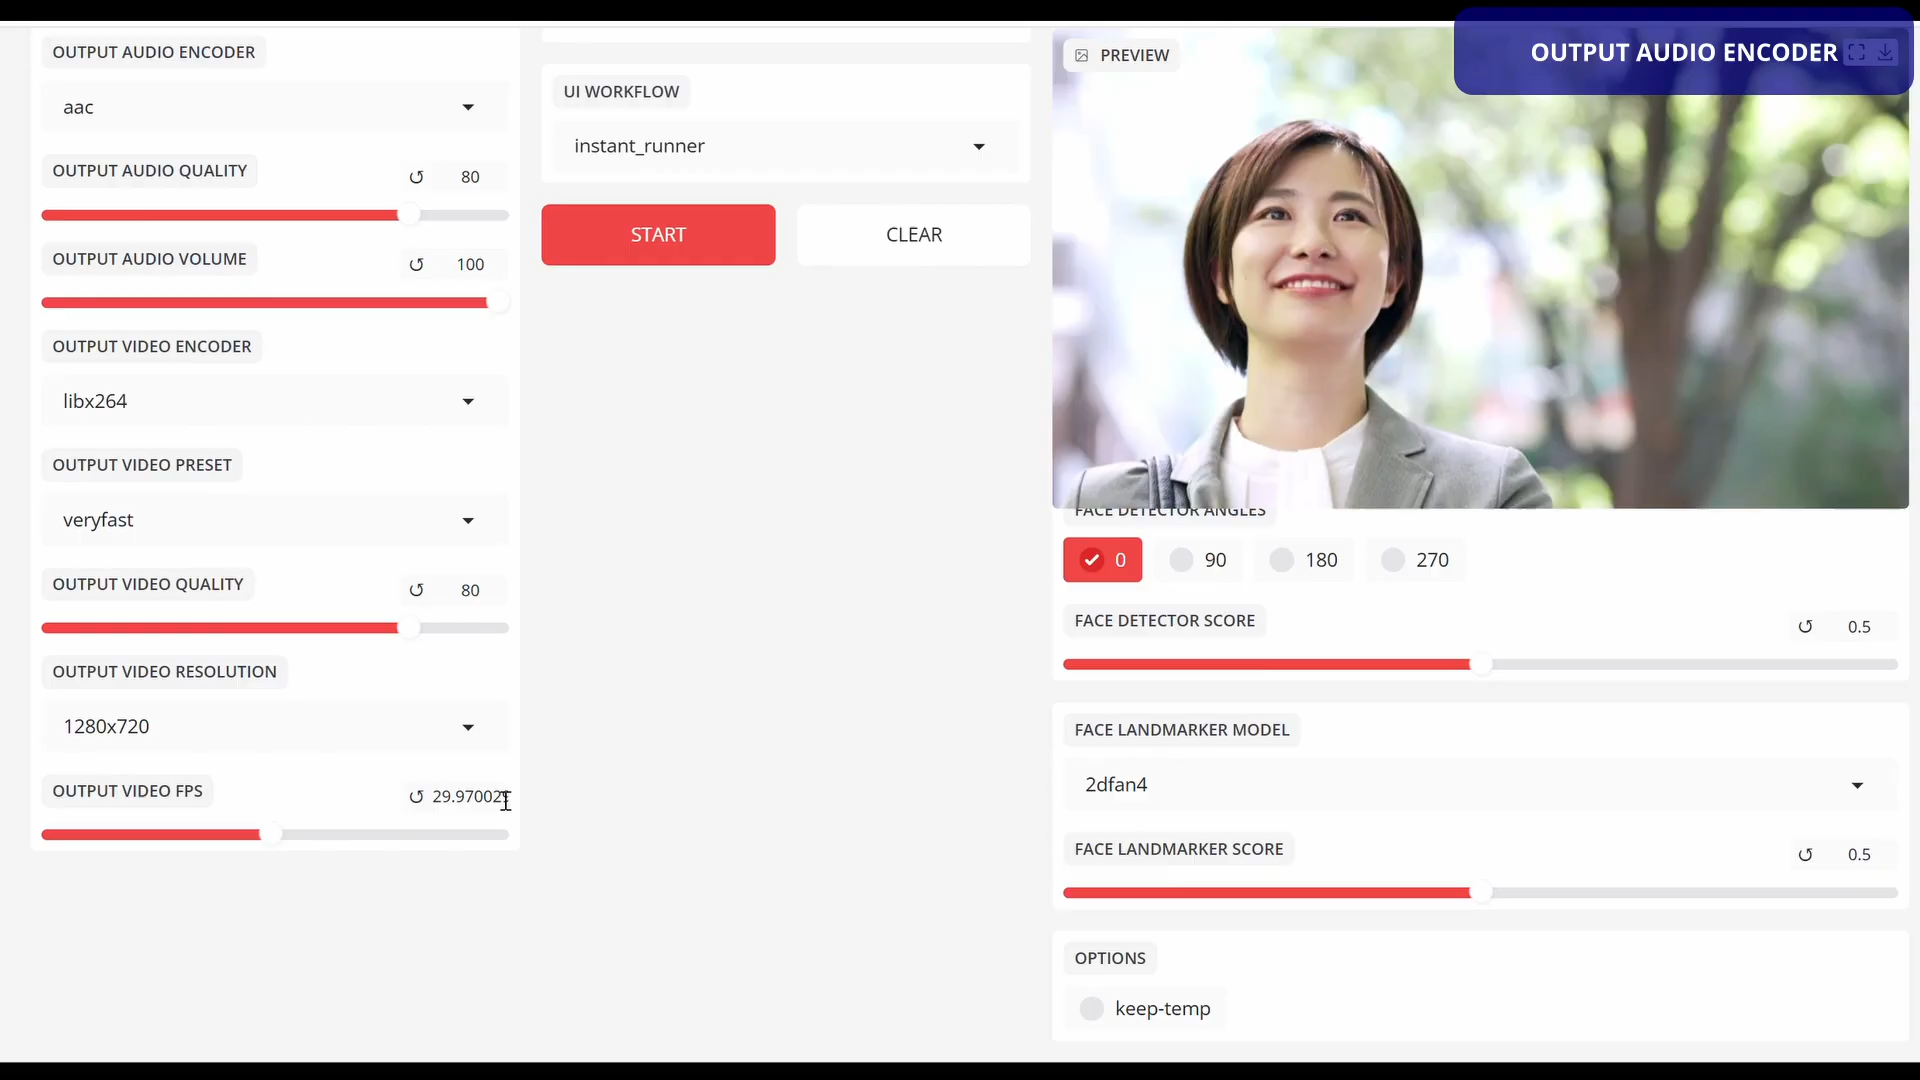 OUTPUT AUDIO ENCODER
aac
OUTPUT AUDIO QUALITY
80
OUTPUT AUDIO VOLUME
100
OUTPUT VIDEO ENCODER
libx264
OUTPUT VIDEO PRESET
veryfast
OUTPUT VIDEO QUALITY
80
OUTPUT VIDEO RESOLUTION
1280x720
OUTPUT VIDEO FPS
29.97002
UI WORKFLOW
instant_runner
START
CLEAR
PREVIEW
OUTPUT AUDIO ENCODER
FACE DETECTOR ANGLES
0
90
180
270
FACE DETECTOR SCORE
0.5
FACE LANDMARKER MODEL
2dfan4
FACE LANDMARKER SCORE
0.5
OPTIONS
keep-temp